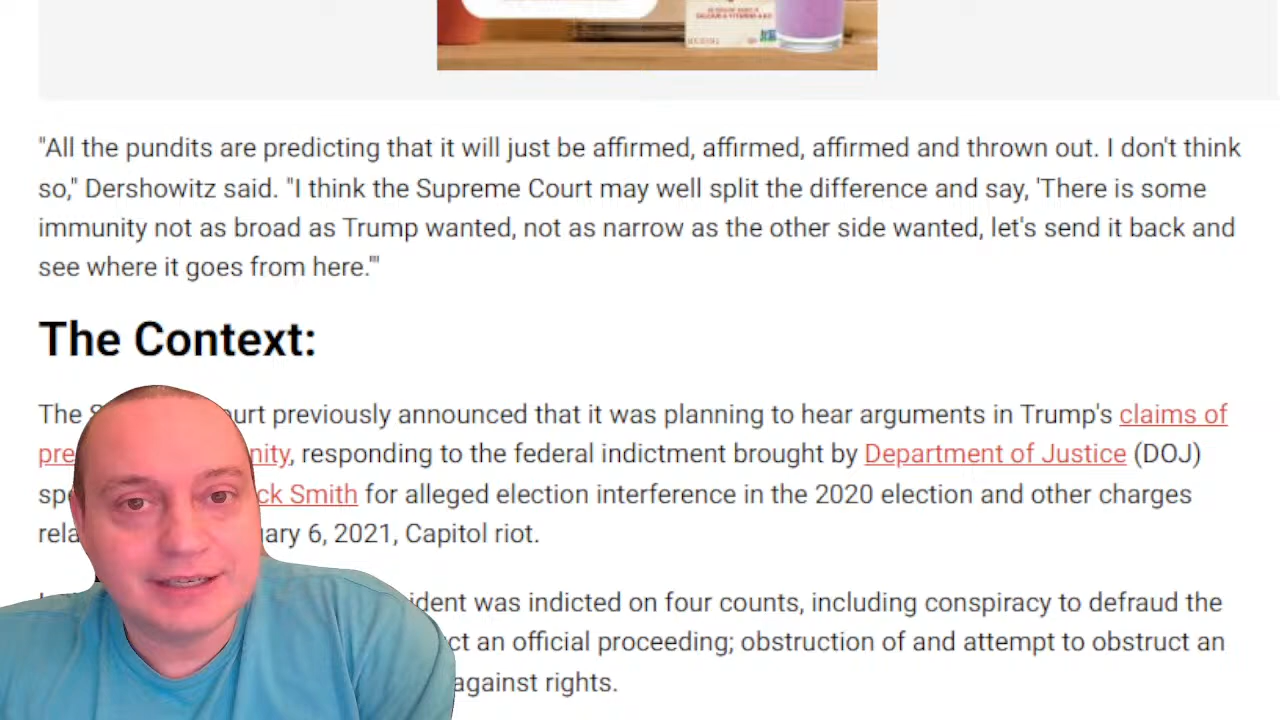 CALCIUM & VITAMINS A & D
"All the pundits are predicting that it will just be affirmed, affirmed, affirmed and thrown out. I don't think
so," Dershowitz said. "I think the Supreme Court may well split the difference and say, 'There is some
immunity not as broad as Trump wanted, not as narrow as the other side wanted, let's send it back and
see where it goes from here.'"
The Context:
The urt previously announced that it was planning to hear arguments in Trump's claims of
pre nity, responding to the federal indictment brought by Department of Justice (DOJ)
spe ck Smith for alleged election interference in the 2020 election and other charges
rela ary 6, 2021, Capitol riot.
ident was indicted on four counts, including conspiracy to defraud the
ct an official proceeding; obstruction of and attempt to obstruct an
against rights.